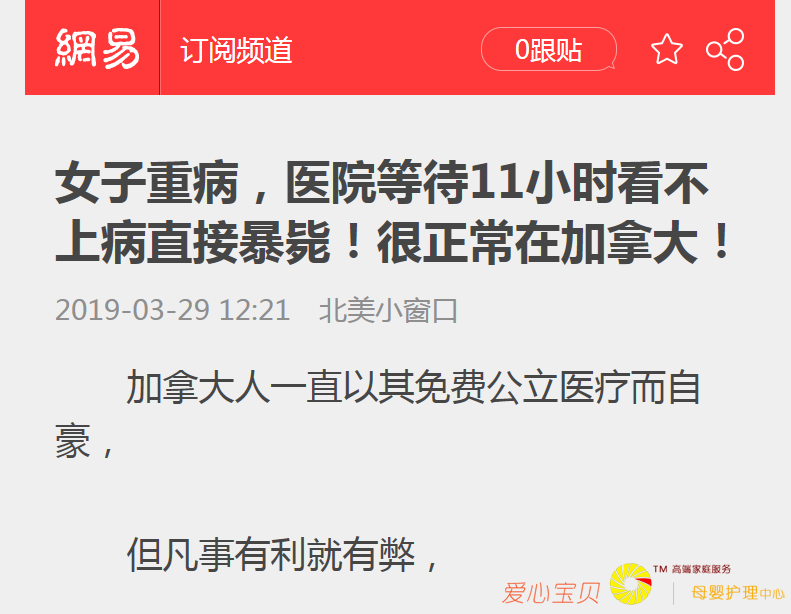 網易 订阅频道 0跟贴
女子重病，医院等待11小时看不
上病直接暴毙！很正常在加拿大！
2019-03-29 12:21 北美小窗口
加拿大人一直以其免费公立医疗而自
豪，
但凡事有利就有弊，
爱心宝贝 TM 高端家庭服务
母婴护理中心